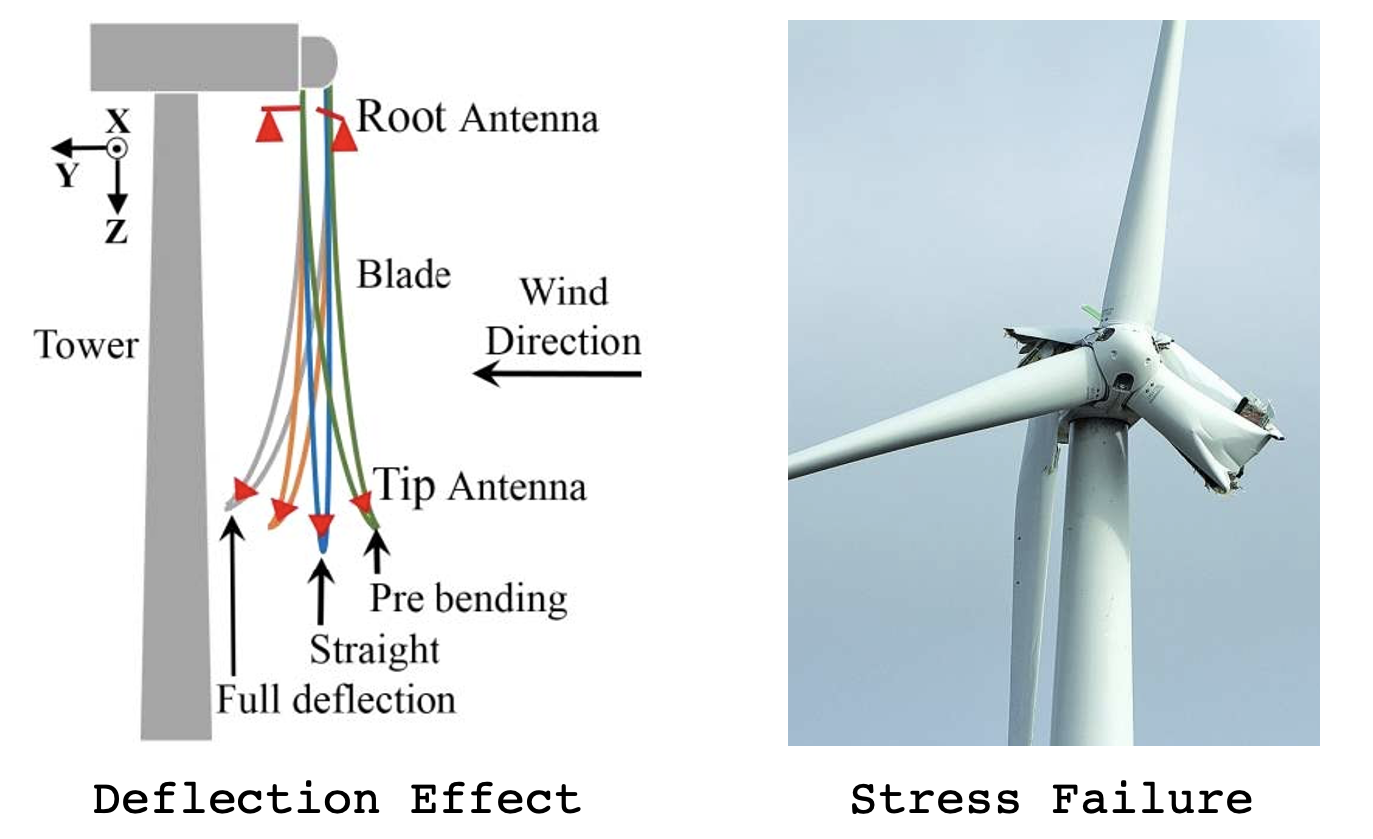 Root Antenna
X
Y
Z
Blade
Wind
Direction
Tower
Tip Antenna
Pre bending
Straight
Full deflection
Deflection Effect
Stress Failure